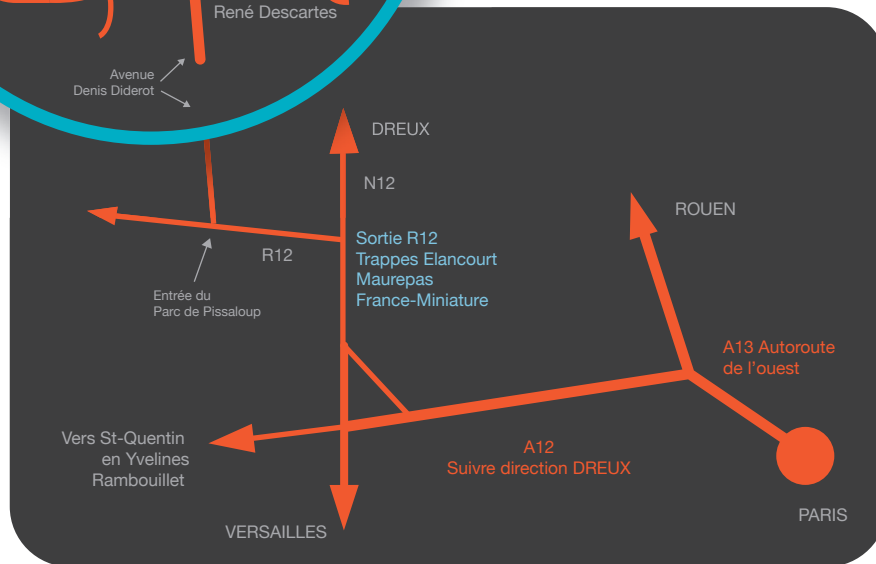 René Descartes
Avenue
Denis Diderot
DREUX
N12
ROUEN
Sortie R12
Trappes Elancourt
Maurepas
France-Miniature
R12
Entrée du
Parc de Pissaloup
A13 Autoroute
de l'ouest
Vers St-Quentin
en Yvelines
Rambouillet
A12
Suivre direction DREUX
PARIS
VERSAILLES